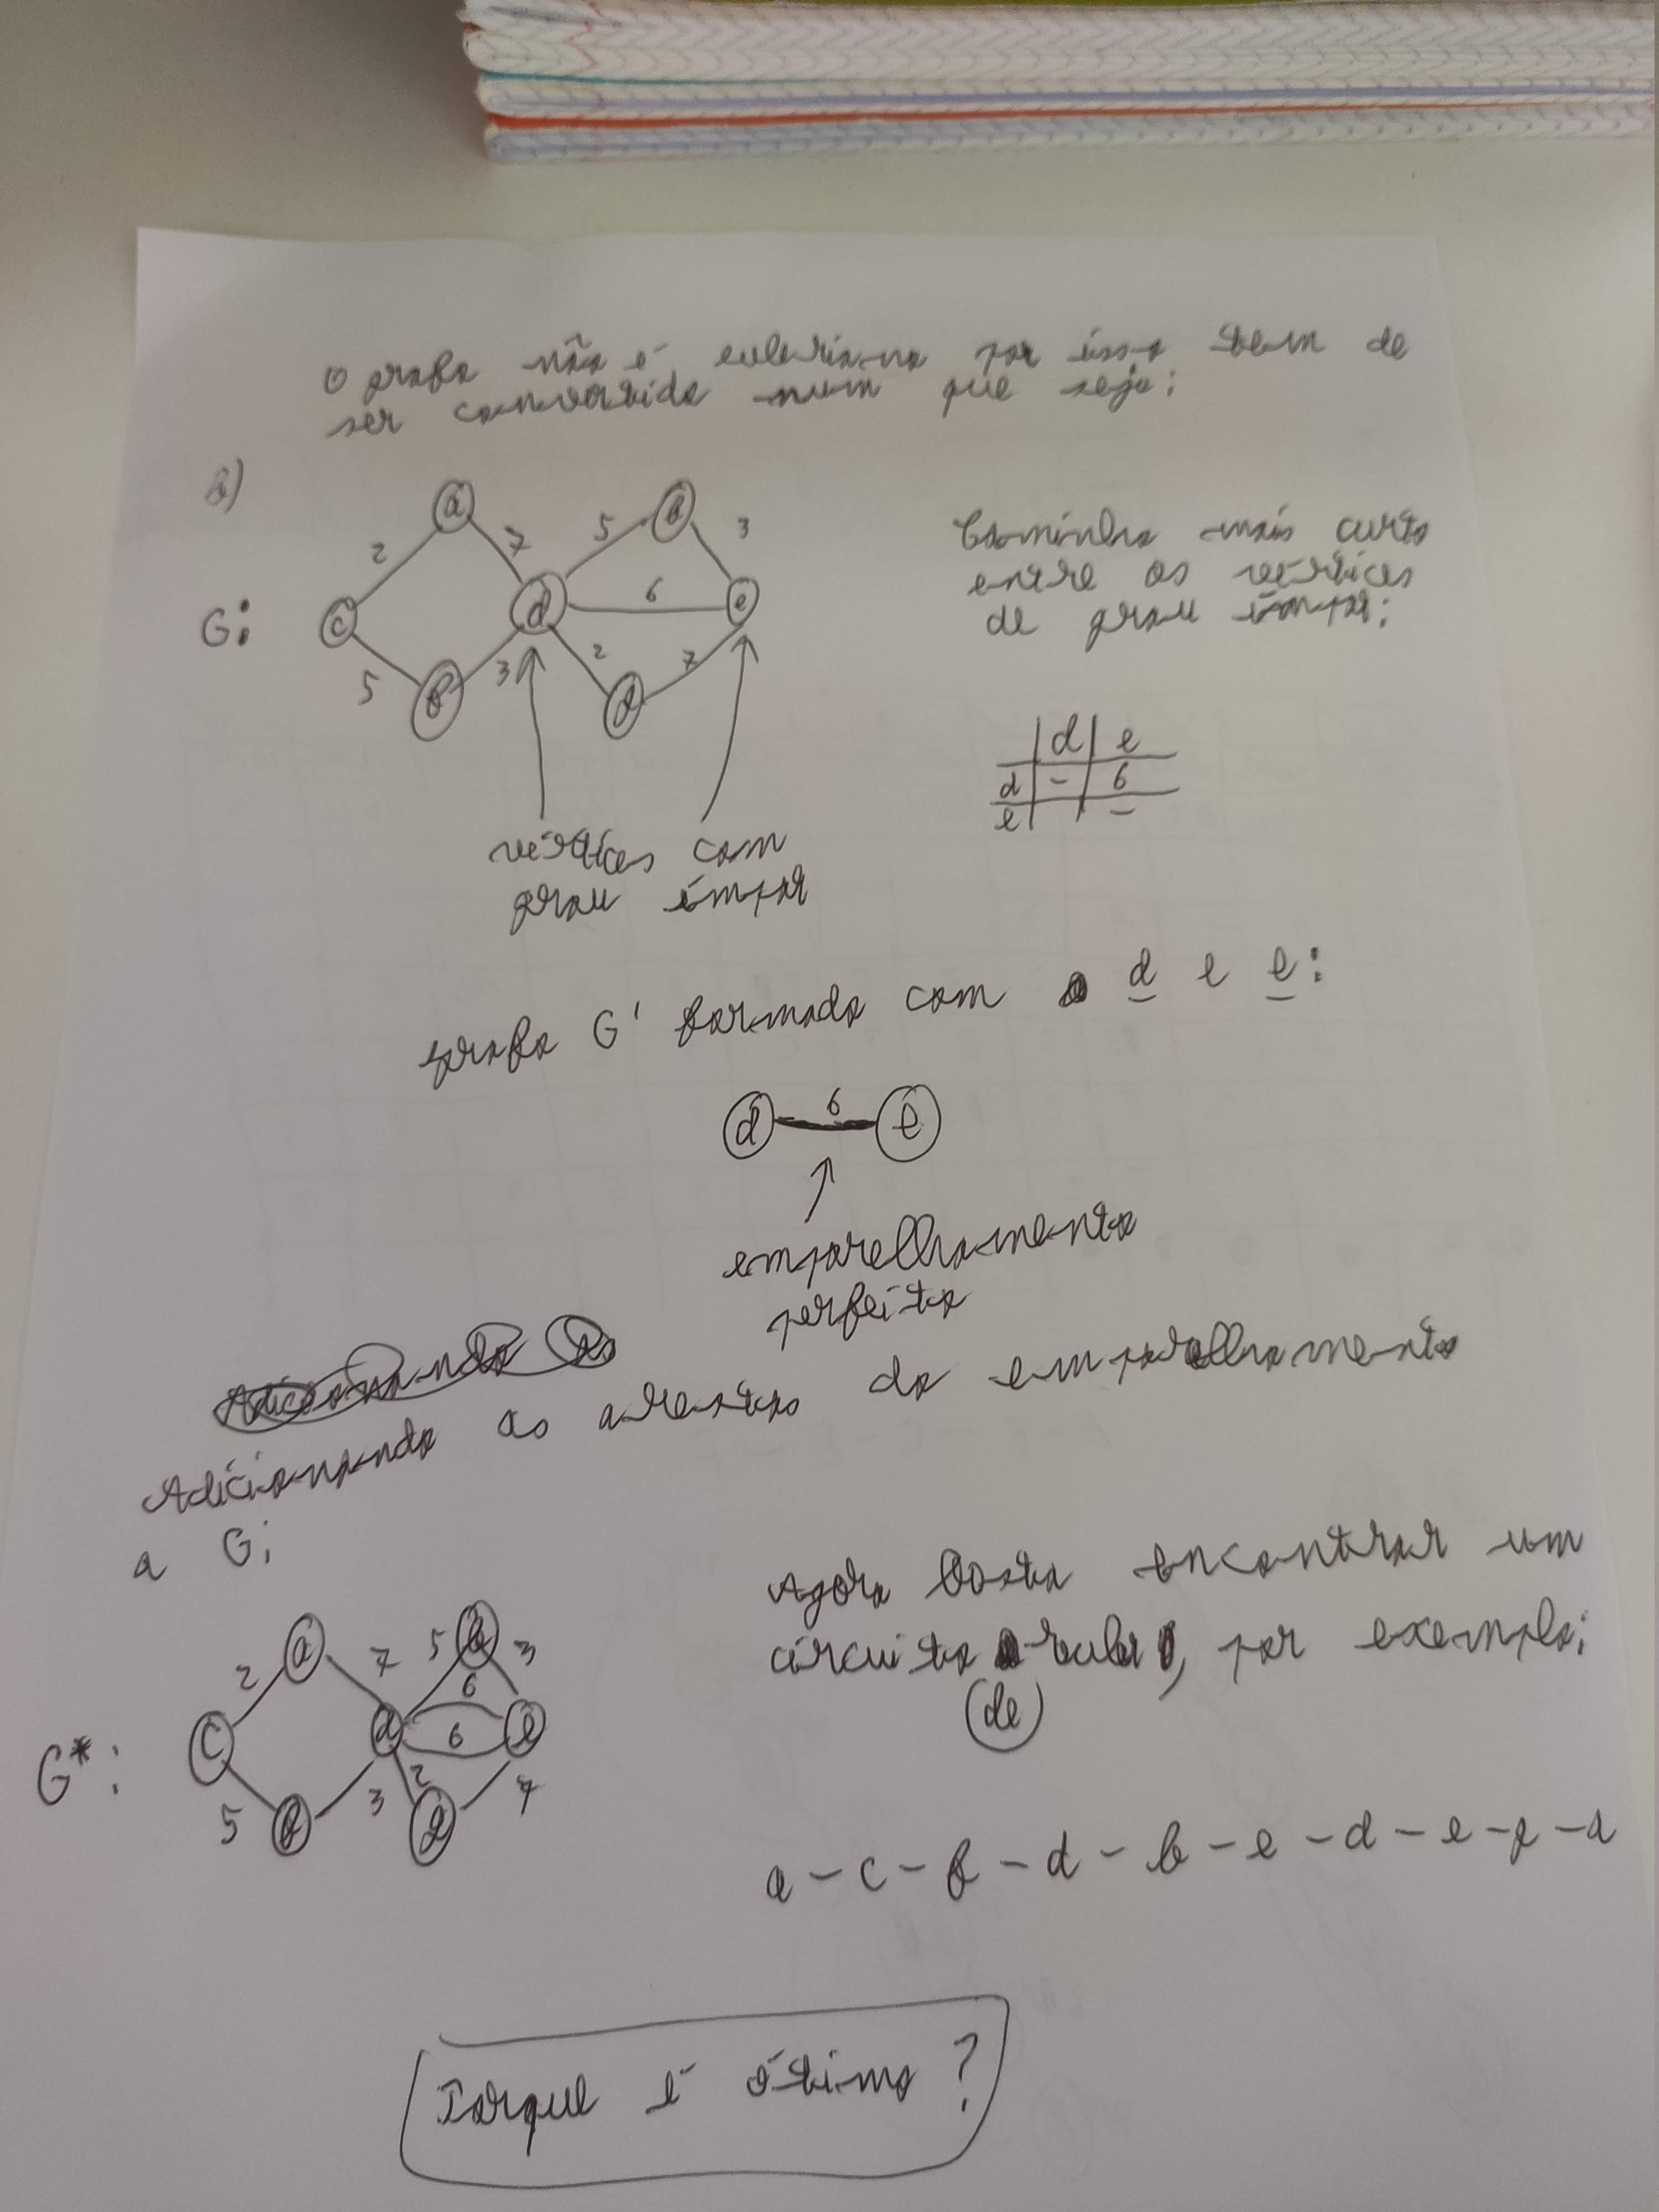 O grafo não é euleriano por isso tem de
ser convertido num que seja:
b)
G:
a
b
c
d
e
f
g
2
7
5
3
6
5
3
2
7
Caminho mais curto
entre os vértices
de grau ímpar:
d e
d - 6
e -
vértices com
grau ímpar
grafo G' formado com d e e:
d 6 e
emparelhamento
perfeito
Adicionando as
Adicionando as arestas do emparelhamento
a G:
Agora basta encontrar um
circuito euler, por exemplo:
(de)
G*:
a
b
c
d
e
f
g
2
7
5
3
6
6
5
3
2
7
a - c - f - d - b - e - d - e - g - d
Porque é ótimo?